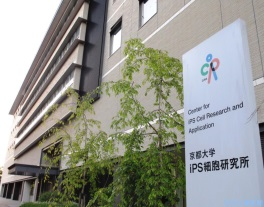 Center for
iPS Cell Research and
Application
京都大学
iPS細胞研究所